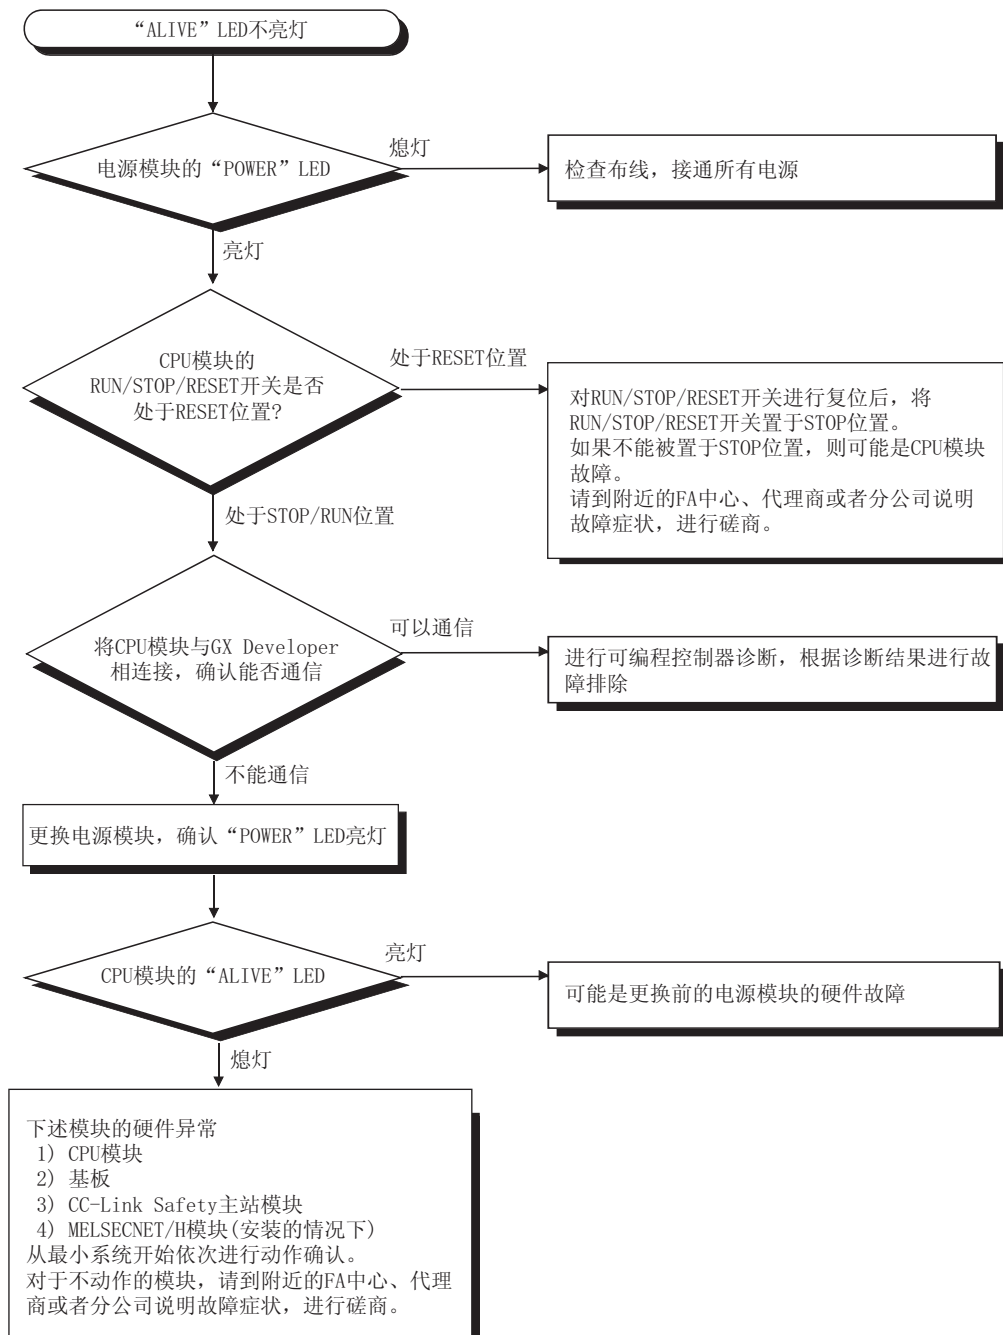 “ALIVE”LED不亮灯
电源模块的“POWER”LED
熄灯
检查布线，接通所有电源
亮灯
CPU模块的
RUN/STOP/RESET开关是否
处于RESET位置?
处于RESET位置
对RUN/STOP/RESET开关进行复位后，将
RUN/STOP/RESET开关置于STOP位置。
如果不能被置于STOP位置，则可能是CPU模块
故障。
请到附近的FA中心、代理商或者分公司说明
故障症状，进行磋商。
处于STOP/RUN位置
将CPU模块与GX Developer
相连接，确认能否通信
可以通信
进行可编程控制器诊断，根据诊断结果进行故
障排除
不能通信
更换电源模块，确认“POWER”LED亮灯
CPU模块的“ALIVE”LED
亮灯
可能是更换前的电源模块的硬件故障
熄灯
下述模块的硬件异常
1) CPU模块
2) 基板
3) CC-Link Safety主站模块
4) MELSECNET/H模块(安装的情况下)
从最小系统开始依次进行动作确认。
对于不动作的模块，请到附近的FA中心、代理
商或者分公司说明故障症状，进行磋商。